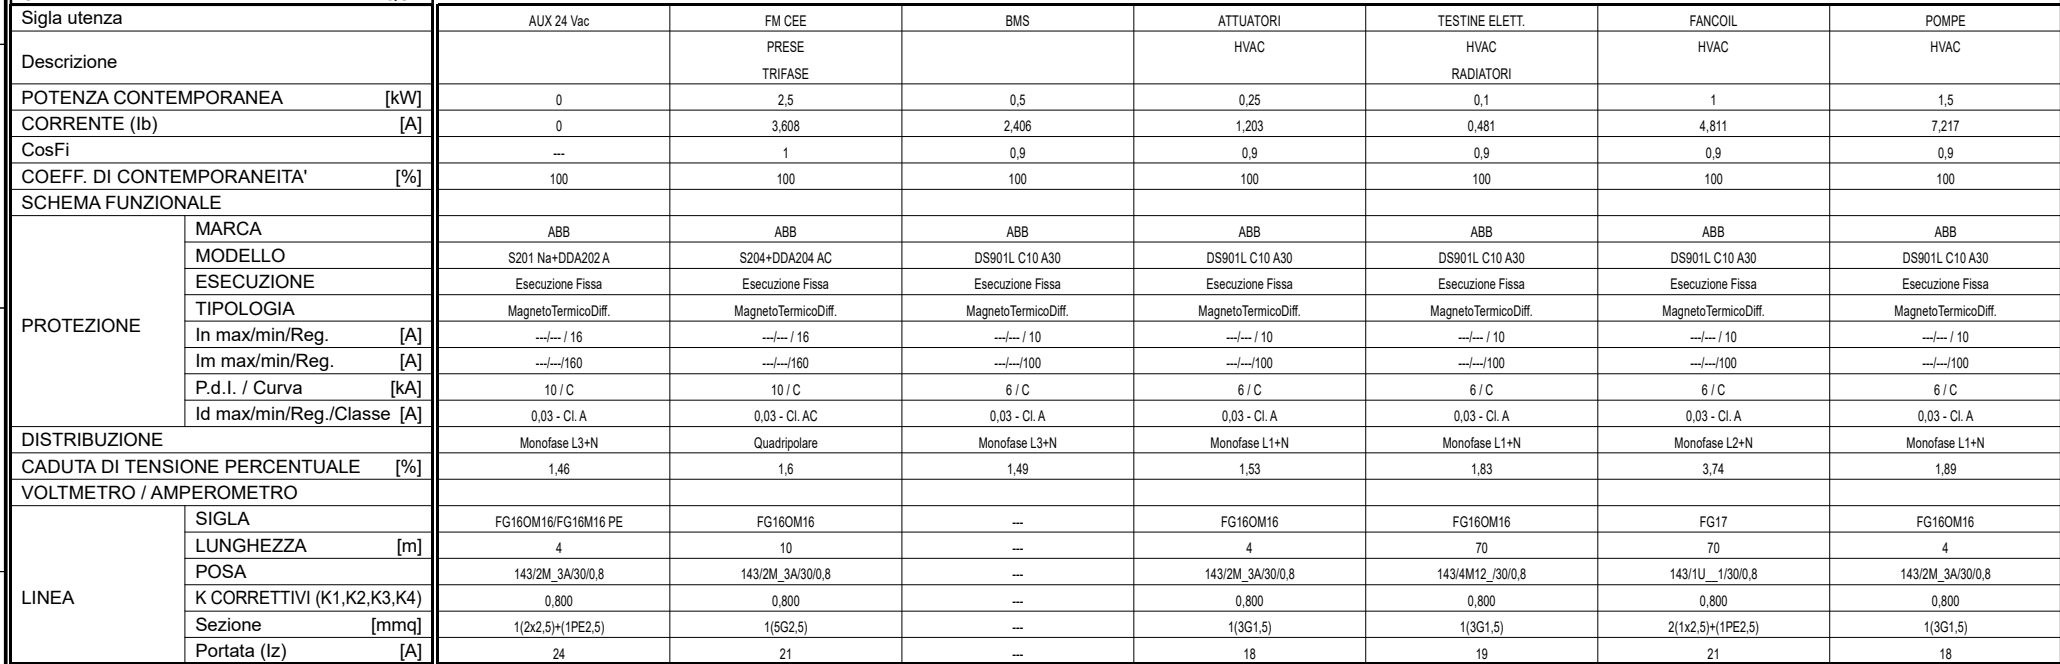 Sigla utenza AUX 24 Vac FM CEE BMS ATTUATORI TESTINE ELETT. FANCOIL POMPE
Descrizione PRESE TRIFASE HVAC HVAC RADIATORI HVAC HVAC
POTENZA CONTEMPORANEA [kW] 0 2,5 0,5 0,25 0,1 1 1,5
CORRENTE (Ib) [A] 0 3,608 2,406 1,203 0,481 4,811 7,217
CosFi --- 1 0,9 0,9 0,9 0,9 0,9
COEFF. DI CONTEMPORANEITA' [%] 100 100 100 100 100 100 100
SCHEMA FUNZIONALE
PROTEZIONE
MARCA ABB ABB ABB ABB ABB ABB ABB
MODELLO S201 Na+DDA202 A S204+DDA204 AC DS901L C10 A30 DS901L C10 A30 DS901L C10 A30 DS901L C10 A30 DS901L C10 A30
ESECUZIONE Esecuzione Fissa Esecuzione Fissa Esecuzione Fissa Esecuzione Fissa Esecuzione Fissa Esecuzione Fissa Esecuzione Fissa
TIPOLOGIA MagnetoTermicoDiff. MagnetoTermicoDiff. MagnetoTermicoDiff. MagnetoTermicoDiff. MagnetoTermicoDiff. MagnetoTermicoDiff. MagnetoTermicoDiff.
In max/min/Reg. [A] ---/--- / 16 ---/--- / 16 ---/--- / 10 ---/--- / 10 ---/--- / 10 ---/--- / 10 ---/--- / 10
Im max/min/Reg. [A] ---/---/160 ---/---/160 ---/---/100 ---/---/100 ---/---/100 ---/---/100 ---/---/100
P.d.I. / Curva [kA] 10 / C 10 / C 6 / C 6 / C 6 / C 6 / C 6 / C
Id max/min/Reg./Classe [A] 0,03 - Cl. A 0,03 - Cl. AC 0,03 - Cl. A 0,03 - Cl. A 0,03 - Cl. A 0,03 - Cl. A 0,03 - Cl. A
DISTRIBUZIONE Monofase L3+N Quadripolare Monofase L3+N Monofase L1+N Monofase L1+N Monofase L2+N Monofase L1+N
CADUTA DI TENSIONE PERCENTUALE [%] 1,46 1,6 1,49 1,53 1,83 3,74 1,89
VOLTMETRO / AMPEROMETRO
LINEA
SIGLA FG16OM16/FG16M16 PE FG16OM16 --- FG16OM16 FG16OM16 FG17 FG16OM16
LUNGHEZZA [m] 4 10 --- 4 70 70 4
POSA 143/2M_3A/30/0,8 143/2M_3A/30/0,8 --- 143/2M_3A/30/0,8 143/4M12_/30/0,8 143/1U__1/30/0,8 143/2M_3A/30/0,8
K CORRETTIVI (K1,K2,K3,K4) 0,800 0,800 --- 0,800 0,800 0,800 0,800
Sezione [mmq] 1(2x2,5)+(1PE2,5) 1(5G2,5) --- 1(3G1,5) 1(3G1,5) 2(1x2,5)+(1PE2,5) 1(3G1,5)
Portata (Iz) [A] 24 21 --- 18 19 21 18